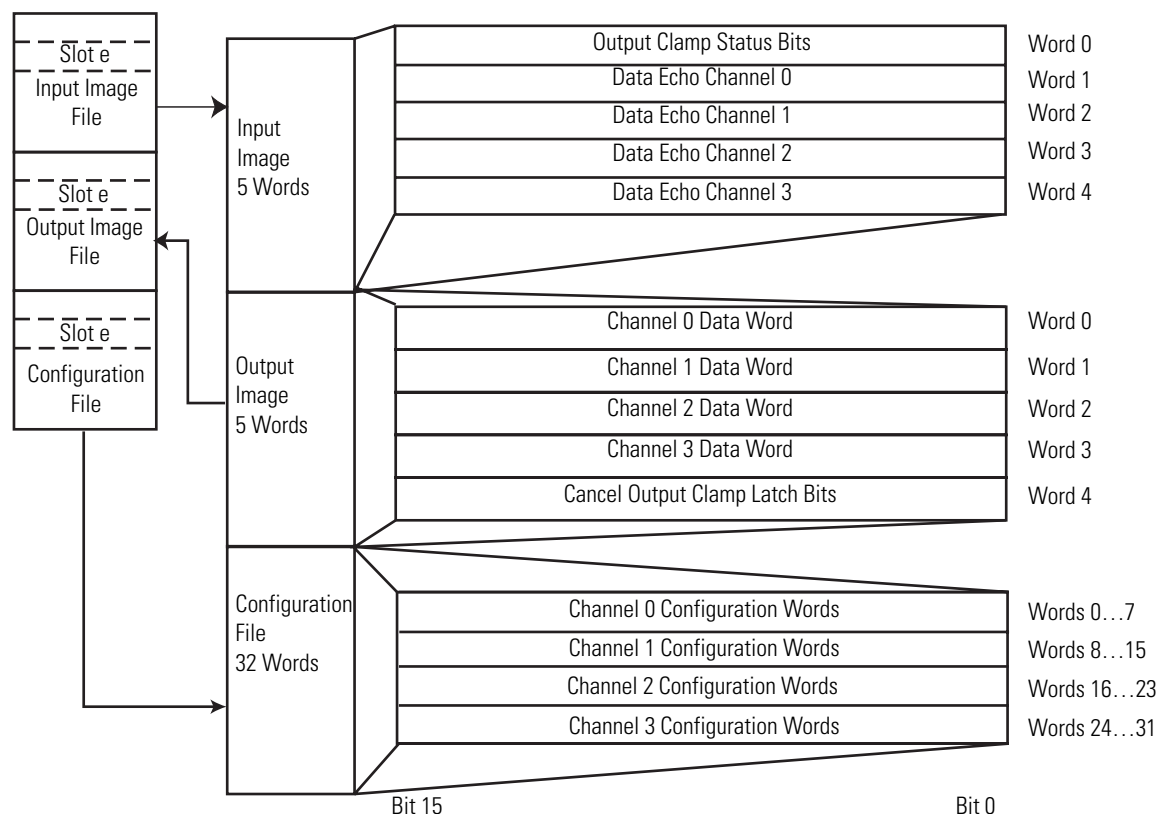 Slot e
Input Image
File
Slot e
Output Image
File
Slot e
Configuration
File
Input
Image
5 Words
Output
Image
5 Words
Configuration
File
32 Words
Output Clamp Status Bits Word 0
Data Echo Channel 0 Word 1
Data Echo Channel 1 Word 2
Data Echo Channel 2 Word 3
Data Echo Channel 3 Word 4
Channel 0 Data Word Word 0
Channel 1 Data Word Word 1
Channel 2 Data Word Word 2
Channel 3 Data Word Word 3
Cancel Output Clamp Latch Bits Word 4
Channel 0 Configuration Words Words 0…7
Channel 1 Configuration Words Words 8…15
Channel 2 Configuration Words Words 16…23
Channel 3 Configuration Words Words 24…31
Bit 15 Bit 0